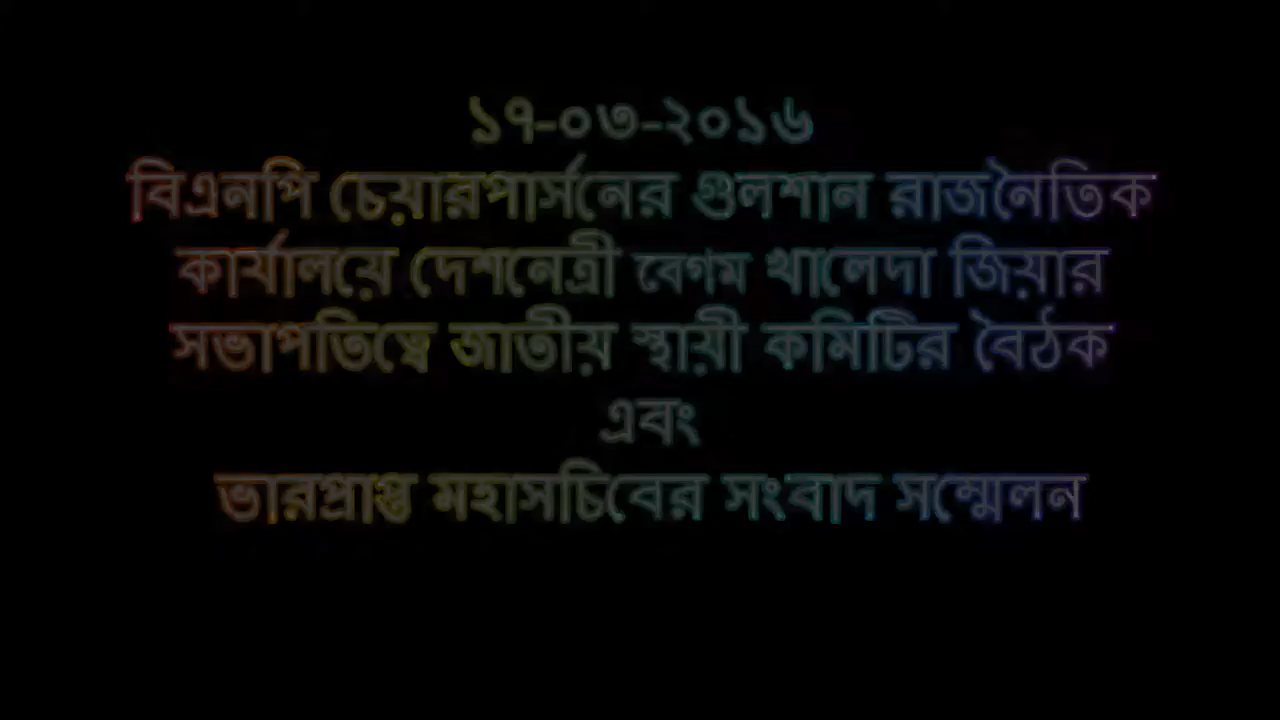 ১৭-০৩-২০১৬
বিএনপি চেয়ারপার্সনের গুলশান রাজনৈতিক
কার্যালয়ে দেশনেত্রী বেগম খালেদা জিয়ার
সভাপতিত্বে জাতীয় স্থায়ী কমিটির বৈঠক
এবং
ভারপ্রাপ্ত মহাসচিবের সংবাদ সম্মেলন